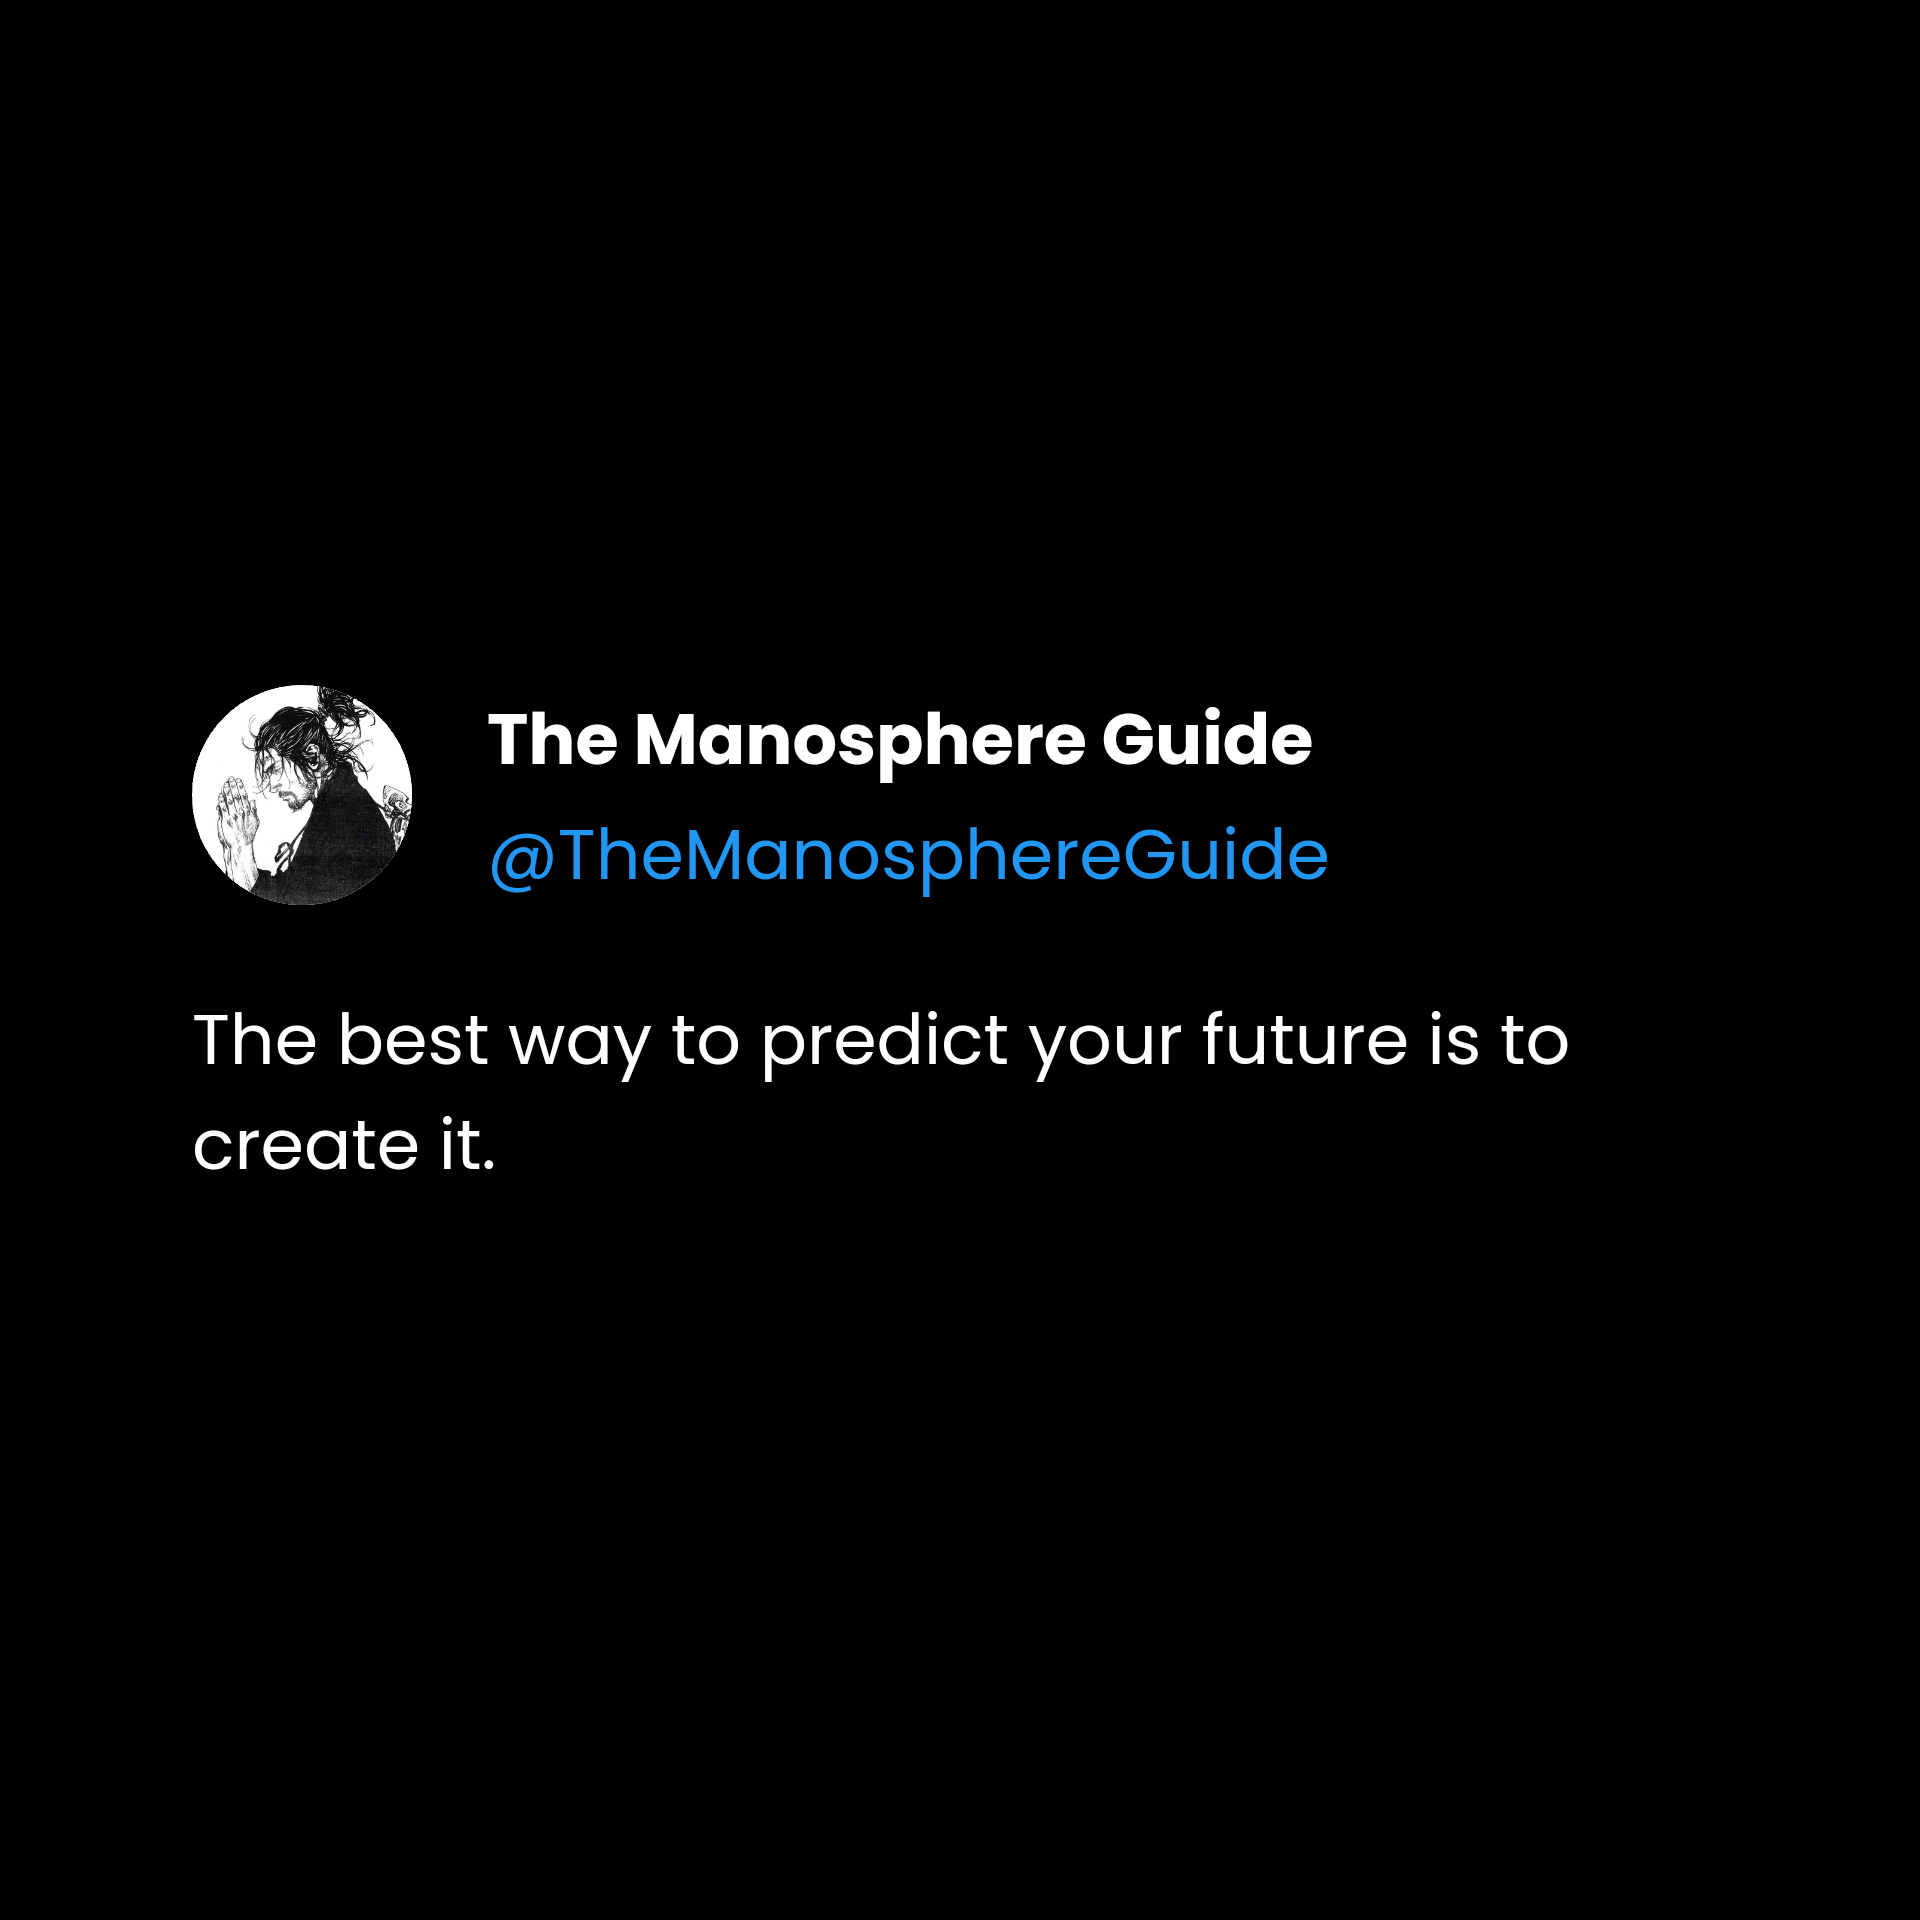 The Manosphere Guide
@TheManosphereGuide
The best way to predict your future is to
create it.